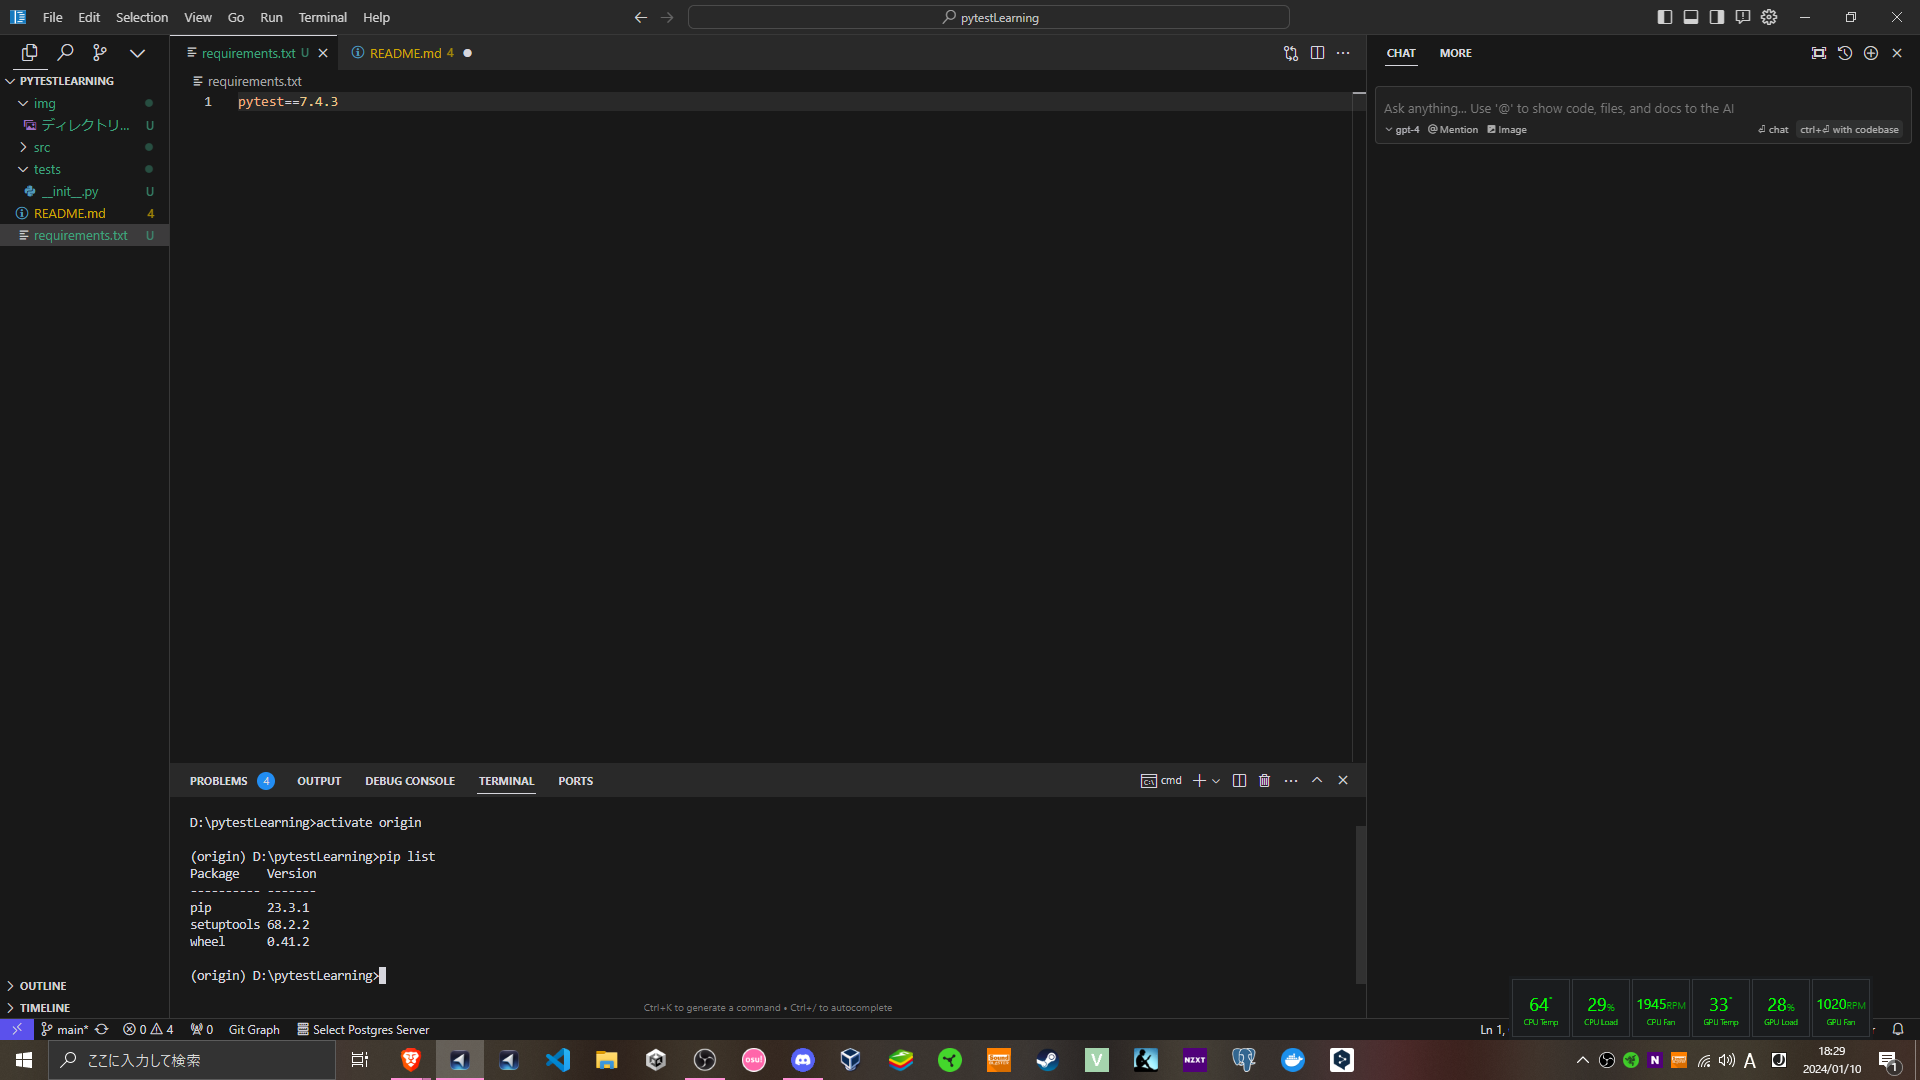 File Edit Selection View Go Run Terminal Help
pytestLearning
requirements.txt U
README.md 4
CHAT MORE
PYTESTLEARNING
requirements.txt
img
1 pytest==7.4.3
ディレクトリ... U
src
tests
__init__.py U
README.md 4
requirements.txt U
Ask anything... Use '@' to show code, files, and docs to the AI
gpt-4 @ Mention Image chat ctrl+⏎ with codebase
PROBLEMS 4 OUTPUT DEBUG CONSOLE TERMINAL PORTS
cmd
D:\pytestLearning>activate origin
(origin) D:\pytestLearning>pip list
Package Version
---------- -------
pip 23.3.1
setuptools 68.2.2
wheel 0.41.2
(origin) D:\pytestLearning>
Ctrl+K to generate a command • Ctrl+/ to autocomplete
OUTLINE
TIMELINE
64° 29% 1945RPM 33° 28% 1020RPM
CPU Temp CPU Load CPU Fan GPU Temp GPU Load GPU Fan
main* 0 4 0 Git Graph Select Postgres Server
Ln 1,
ここに入力して検索
osu!
V
NZXT
N
A
18:29
2024/01/10
1